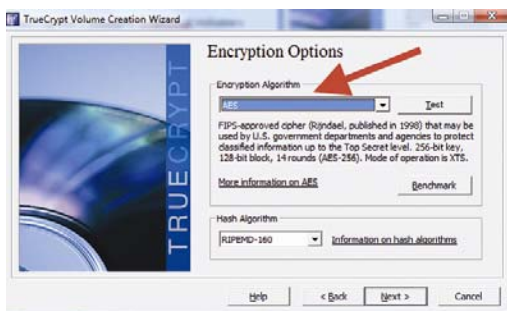 TrueCrypt Volume Creation Wizard
TRUECRYPT
Encryption Options
Encryption Algorithm
AES
Test
FIPS-approved cipher (Rijndael, published in 1998) that may be
used by U.S. government departments and agencies to protect
classified information up to the Top Secret level. 256-bit key,
128-bit block, 14 rounds (AES-256). Mode of operation is XTS.
More information on AES
Benchmark
Hash Algorithm
RIPEMD-160
Information on hash algorithms
Help
< Back
Next >
Cancel